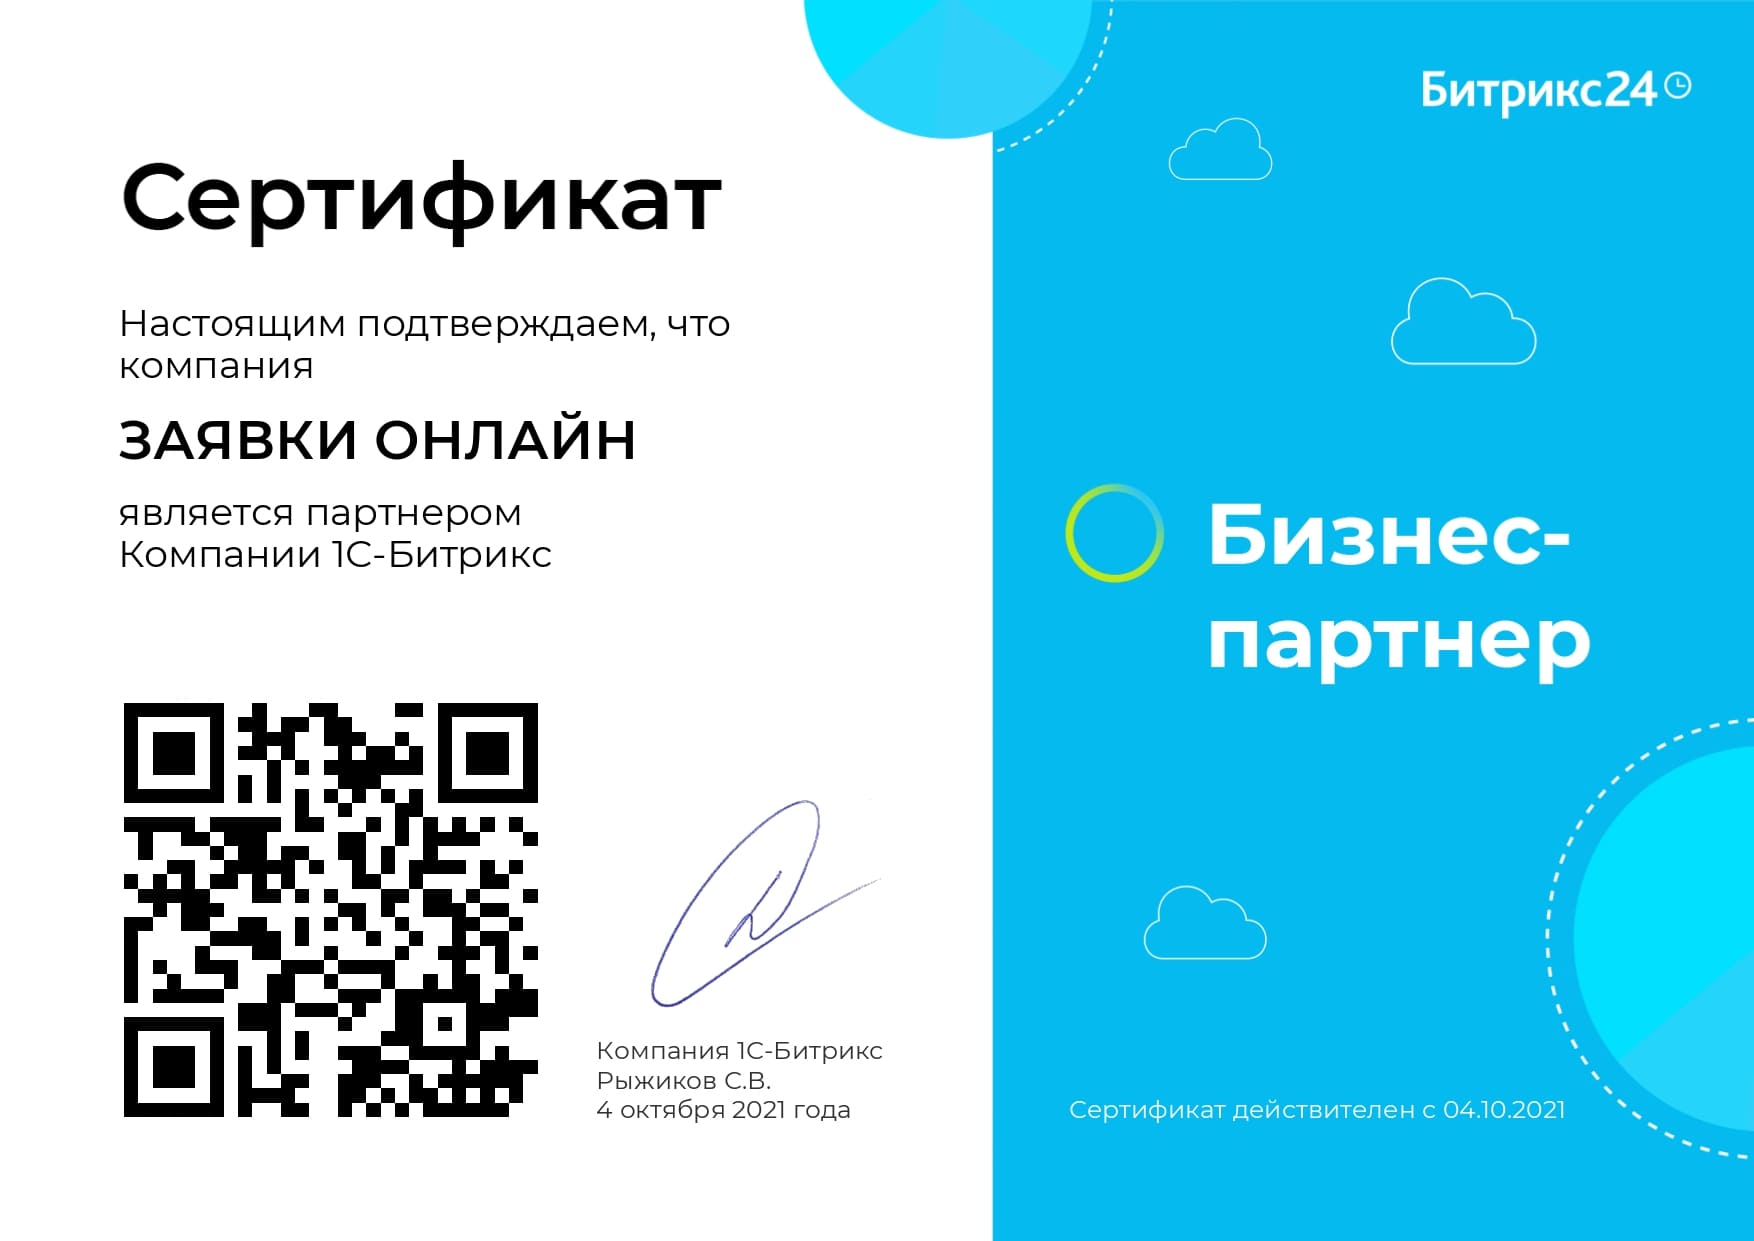 Сертификат
Настоящим подтверждаем, что
компания
ЗАЯВКИ ОНЛАЙН
является партнером
Компании 1С-Битрикс
Компания 1С-Битрикс
Рыжиков С.В.
4 октября 2021 года
Битрикс24
Бизнес-
партнер
Сертификат действителен с 04.10.2021